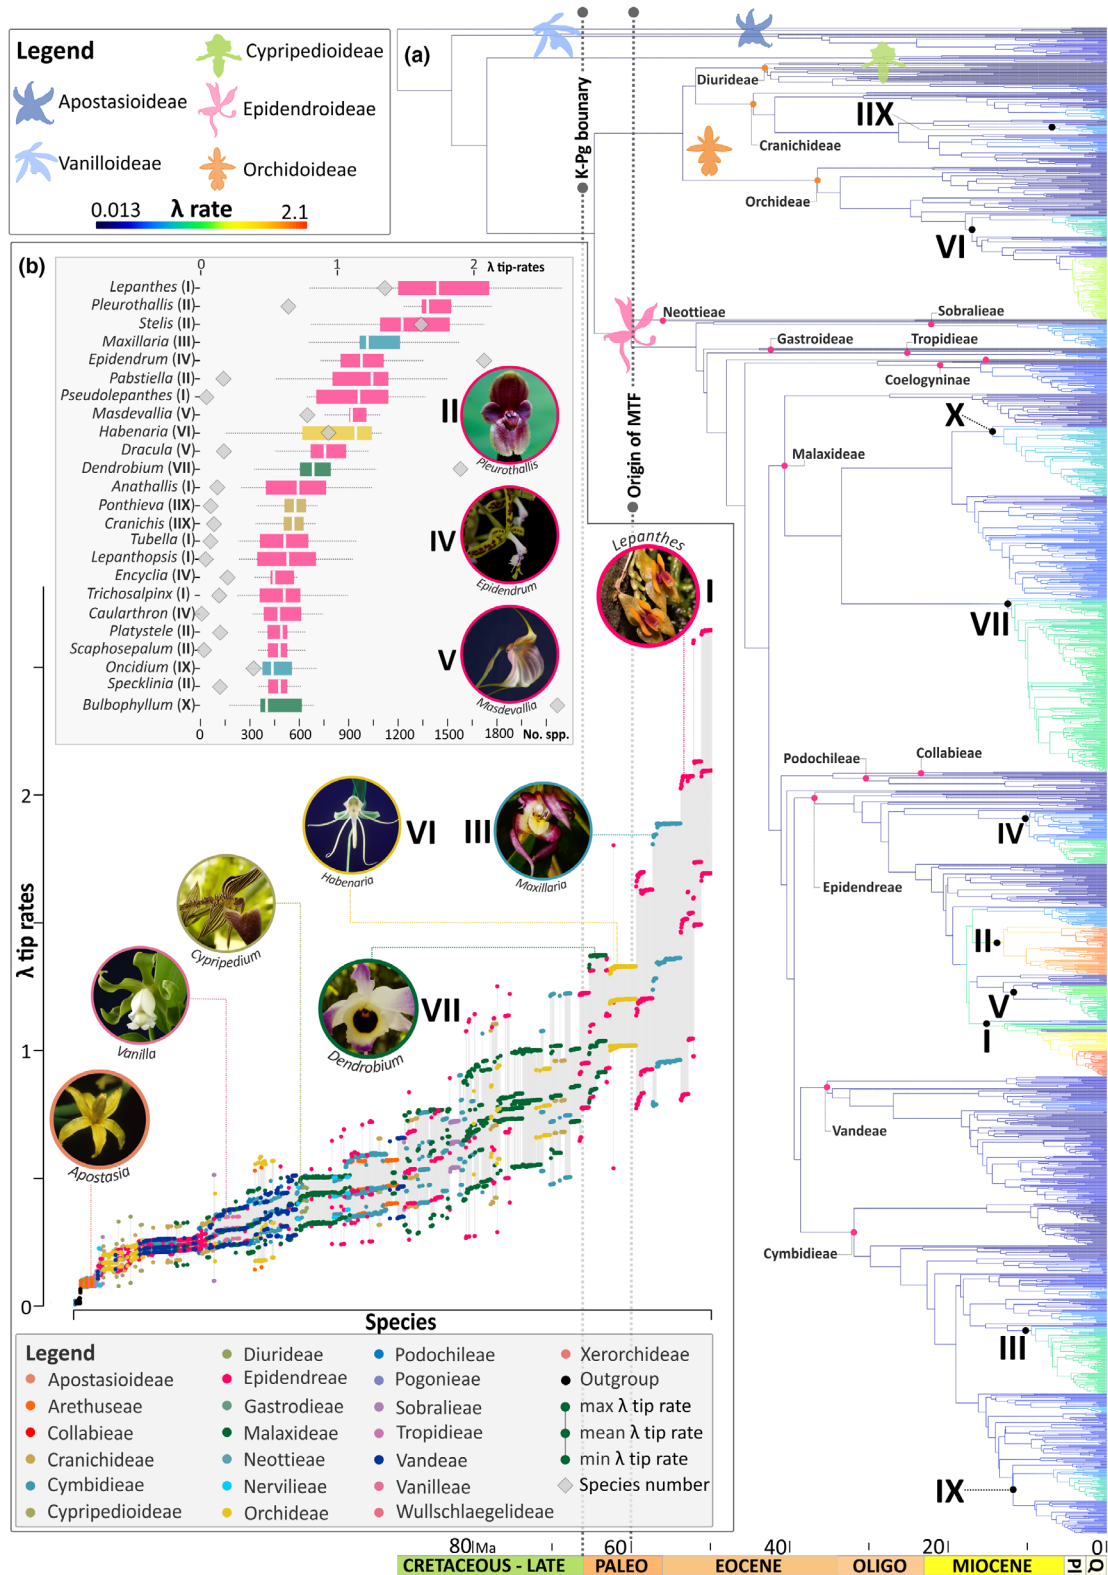 Legend
Cypripedioideae
Apostasioideae
Epidendroideae
Vanilloideae
Orchidoideae
0.013 λ rate 2.1
(a)
K-Pg bounary
Origin of MTF
Diurideae
IIX
Cranichideae
Orchideae
VI
Neottieae
Sobralieae
Gastroideae
Tropidieae
Coelogyninae
X
Malaxideae
VII
Podochileae
Collabieae
IV
Epidendreae
II
V
I
Vandeae
Cymbidieae
III
IX
(b)
0 1 2 λ tip-rates
Lepanthes (I)
Pleurothallis (II)
Stelis (II)
Maxillaria (III)
Epidendrum (IV)
Pabstiella (II)
Pseudolepanthes (I)
Masdevallia (V)
Habenaria (VI)
Dracula (V)
Dendrobium (VII)
Anathallis (I)
Ponthieva (IIX)
Cranichis (IIX)
Tubella (I)
Lepanthopsis (I)
Encyclia (IV)
Trichosalpinx (I)
Caularthron (IV)
Platystele (II)
Scaphosepalum (II)
Oncidium (IX)
Specklinia (II)
Bulbophyllum (X)
0 300 600 900 1200 1500 1800 No. spp.
II
Pleurothallis
IV
Epidendrum
V
Masdevallia
Lepanthes
I
VI
Habenaria
III
Maxillaria
Cypripedium
Vanilla
VII
Dendrobium
Apostasia
λ tip rates
2
1
0
Species
Legend
Apostasioideae
Arethuseae
Collabieae
Cranichideae
Cymbidieae
Cypripedioideae
Diurideae
Epidendreae
Gastrodieae
Malaxideae
Neottieae
Nervilieae
Orchideae
Podochileae
Pogonieae
Sobralieae
Tropidieae
Vandeae
Vanilleae
Wullschlaegelideae
Xerorchideae
Outgroup
max λ tip rate
mean λ tip rate
min λ tip rate
Species number
80 Ma 60 40 20 0
CRETACEOUS - LATE PALEO EOCENE OLIGO MIOCENE Pl Q